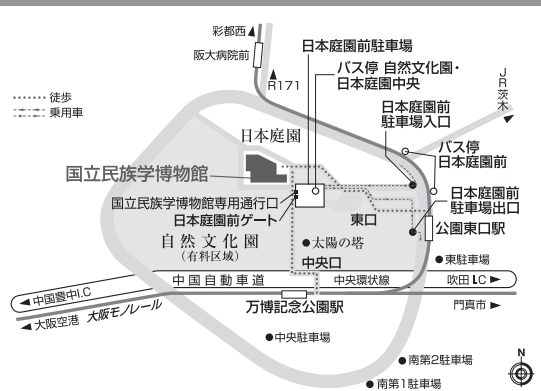 彩都西
阪大病院前
日本庭園前駐車場
R171
バス停 自然文化園・
日本庭園中央
JR茨木
徒歩
乗用車
日本庭園
日本庭園前
駐車場入口
バス停
日本庭園前
国立民族学博物館
国立民族学博物館専用通行口
日本庭園前ゲート
日本庭園前
駐車場出口
東口
公園東口駅
自然文化園
(有料区域)
太陽の塔
中央口
東駐車場
中国自動車道
中央環状線
吹田I.C
中国豊中I.C
大阪空港
大阪モノレール
万博記念公園駅
門真市
中央駐車場
南第2駐車場
南第1駐車場
N